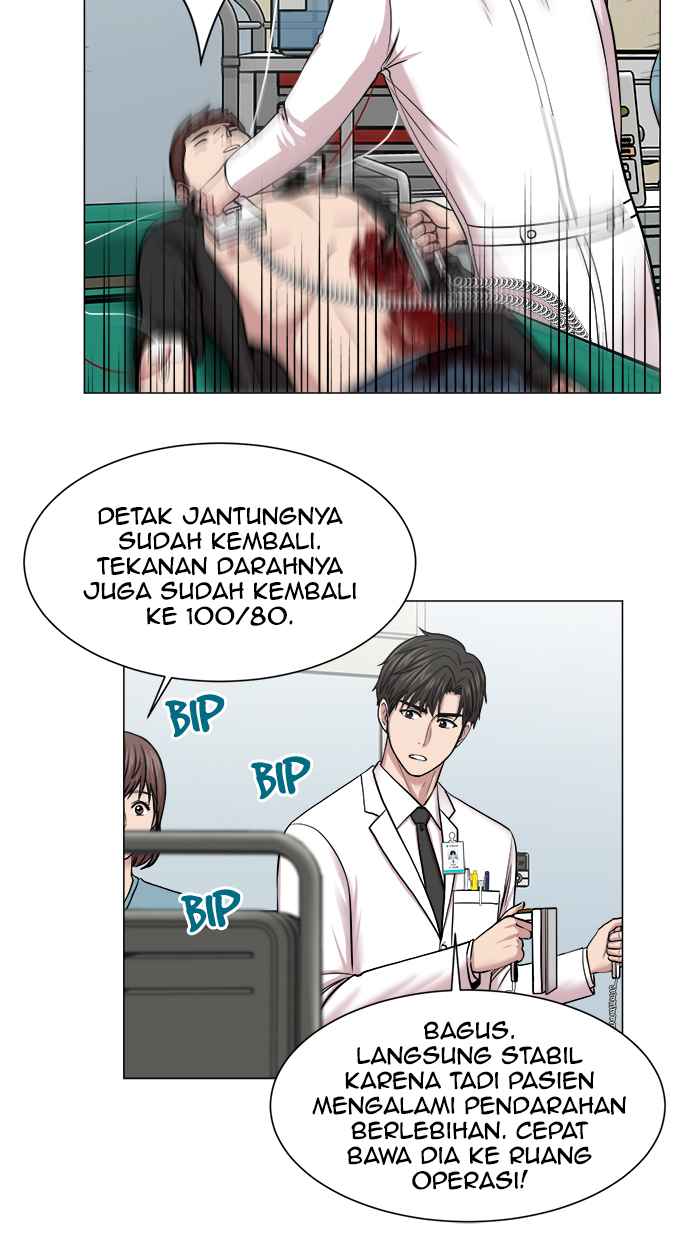 DETAK JANTUNGNYA
SUDAH KEMBALI.
TEKANAN DARAHNYA
JUGA SUDAH KEMBALI
KE 100/80.
BIP
BIP
BIP
BAGUS.
LANGSUNG STABIL
KARENA TADI PASIEN
MENGALAMI PENDARAHAN
BERLEBIHAN. CEPAT
BAWA DIA KE RUANG
OPERASI!